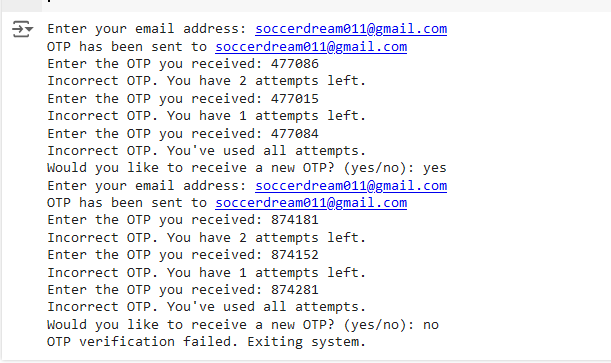 Enter your email address: soccerdream011@gmail.com
OTP has been sent to soccerdream011@gmail.com
Enter the OTP you received: 477086
Incorrect OTP. You have 2 attempts left.
Enter the OTP you received: 477015
Incorrect OTP. You have 1 attempts left.
Enter the OTP you received: 477084
Incorrect OTP. You've used all attempts.
Would you like to receive a new OTP? (yes/no): yes
Enter your email address: soccerdream011@gmail.com
OTP has been sent to soccerdream011@gmail.com
Enter the OTP you received: 874181
Incorrect OTP. You have 2 attempts left.
Enter the OTP you received: 874152
Incorrect OTP. You have 1 attempts left.
Enter the OTP you received: 874281
Incorrect OTP. You've used all attempts.
Would you like to receive a new OTP? (yes/no): no
OTP verification failed. Exiting system.